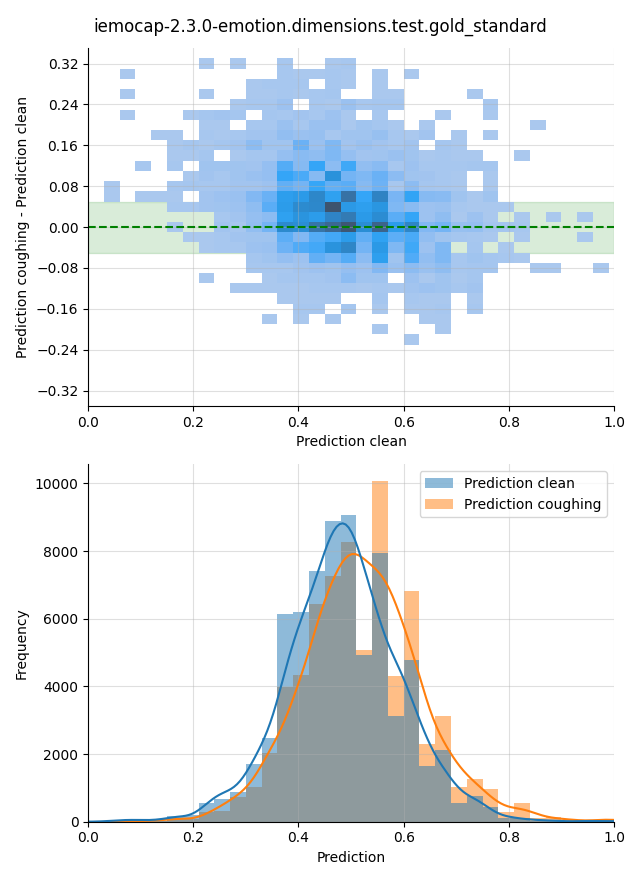 iemocap-2.3.0-emotion.dimensions.test.gold_standard
0.32
0.24
0.16
0.08
0.00
−0.08
−0.16
−0.24
−0.32
Prediction coughing - Prediction clean
0.0 0.2 0.4 0.6 0.8 1.0
Prediction clean
Prediction clean
Prediction coughing
10000
8000
6000
4000
2000
0
Frequency
0.0 0.2 0.4 0.6 0.8 1.0
Prediction